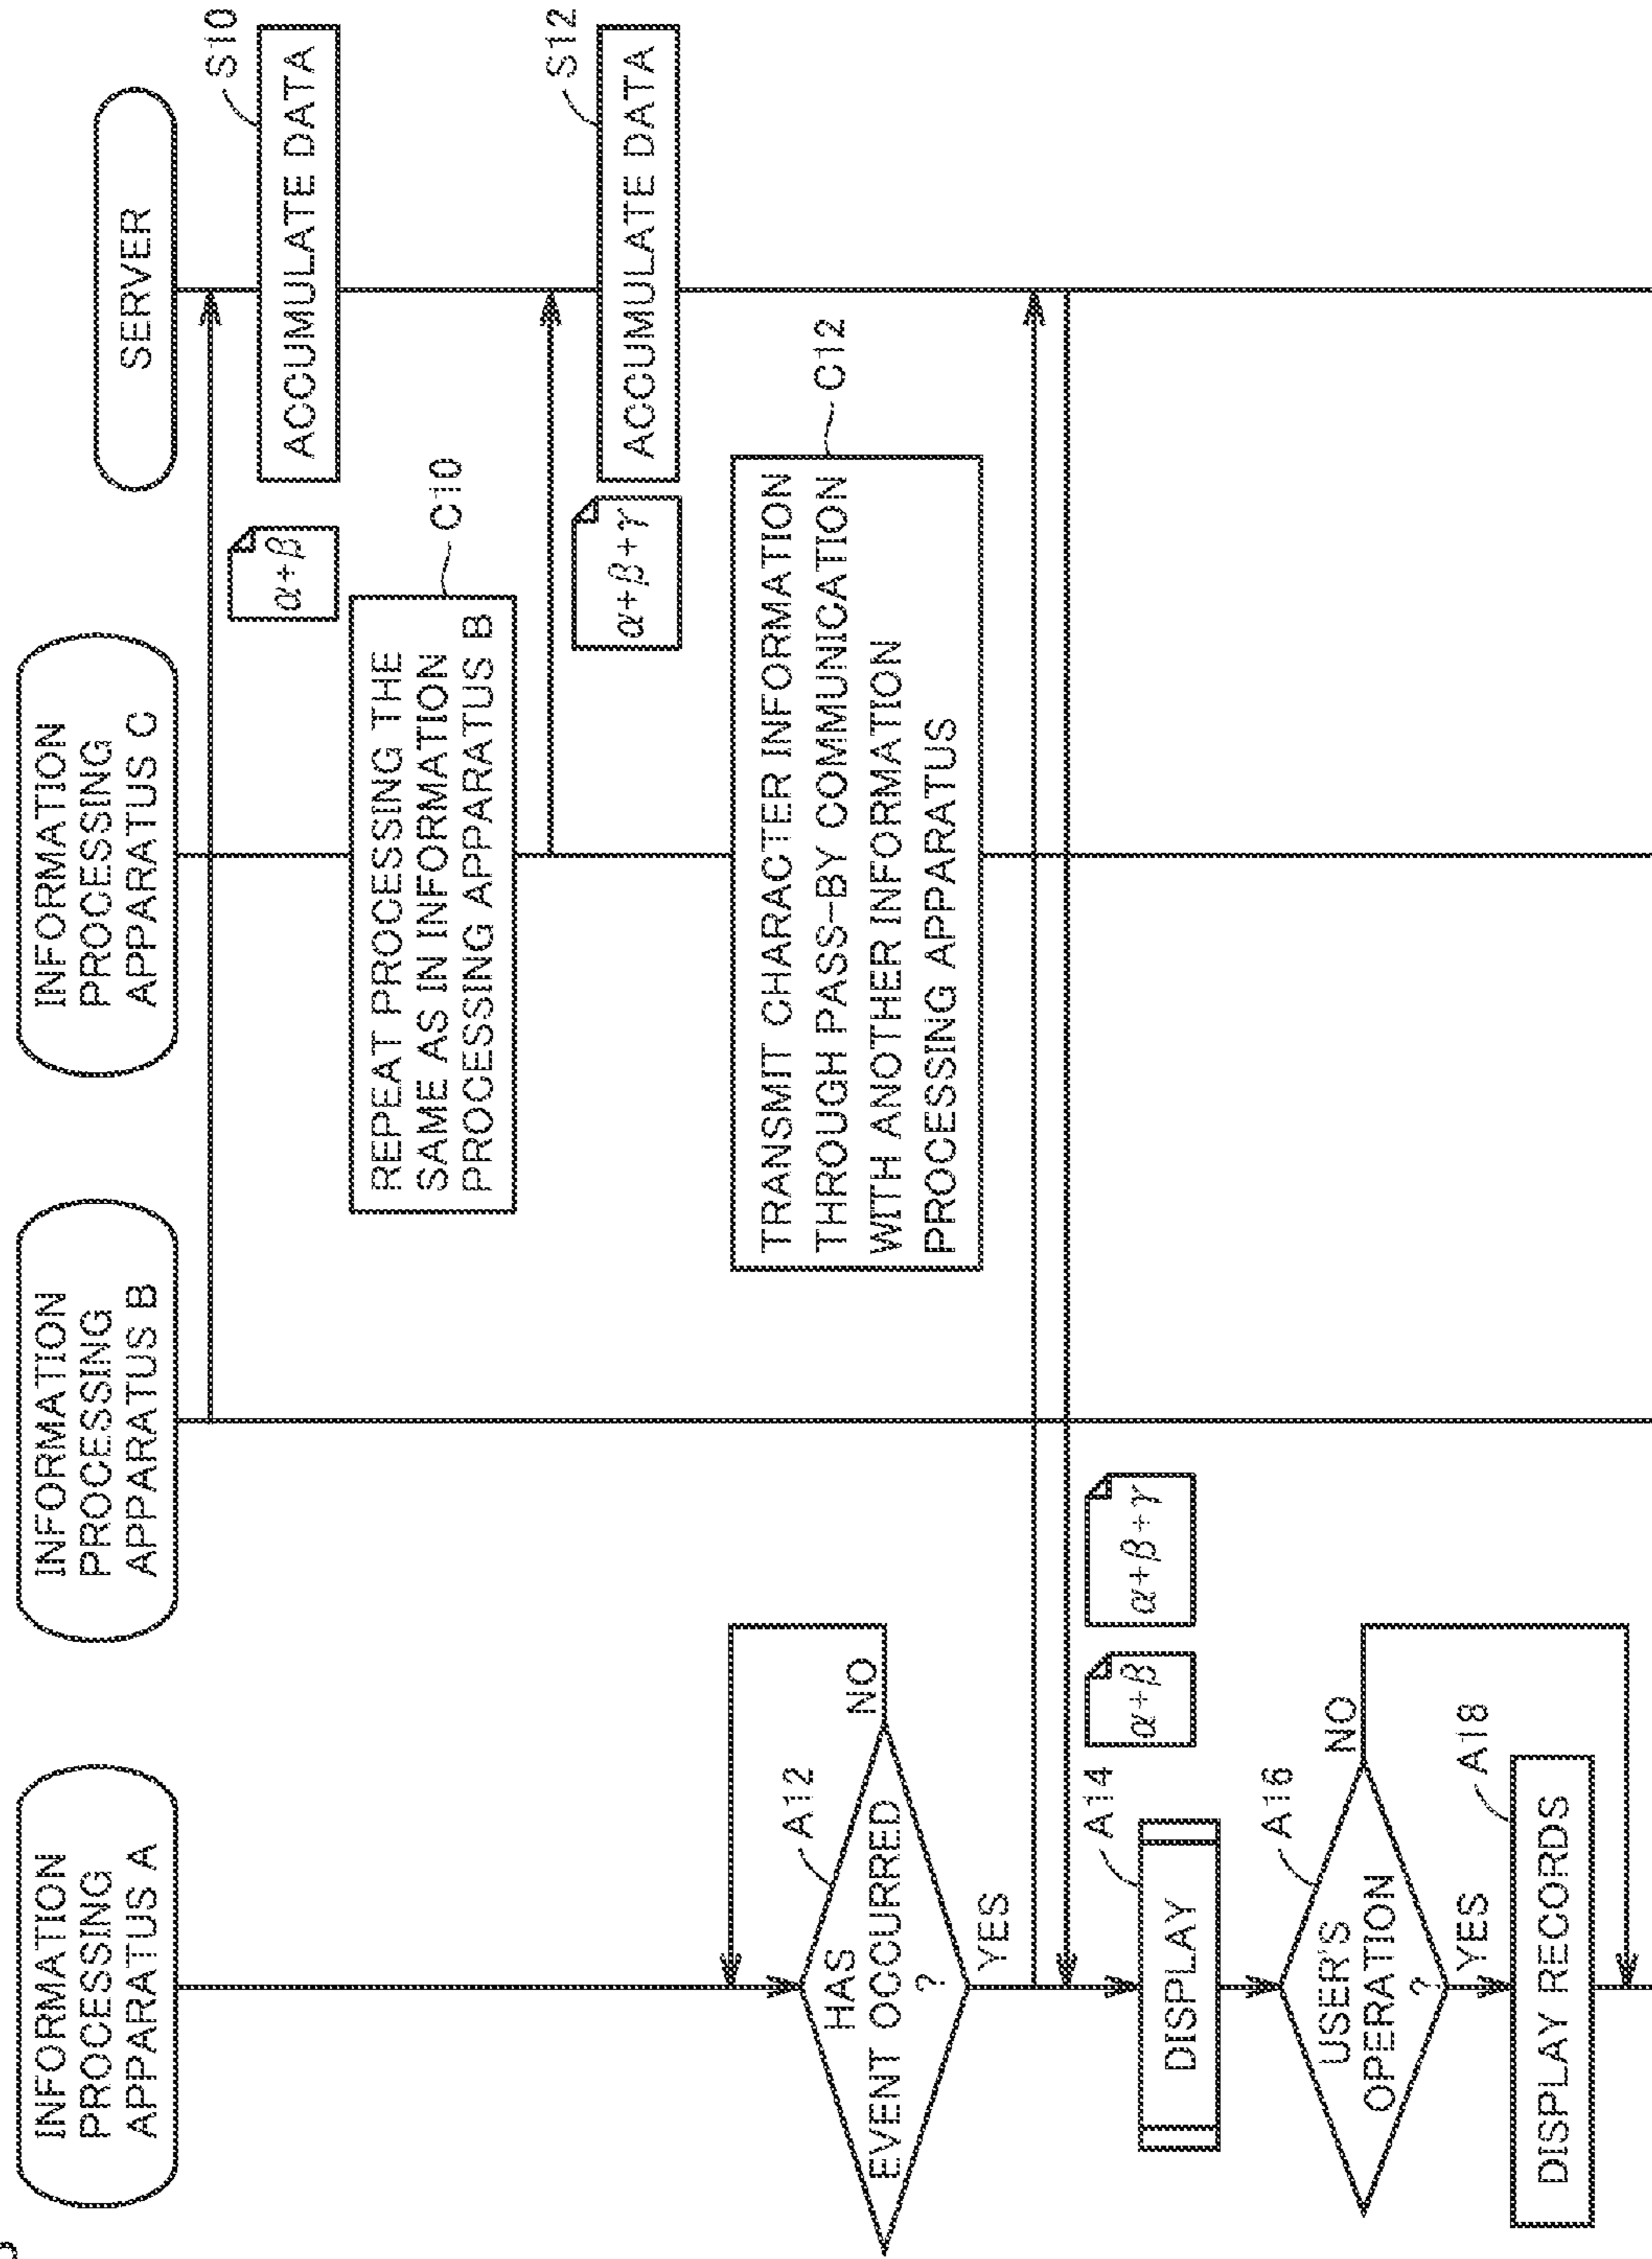 INFORMATION
PROCESSING
APPARATUS A
INFORMATION
PROCESSING
APPARATUS B
INFORMATION
PROCESSING
APPARATUS C
SERVER
S10
ACCUMULATE DATA
α+β
C10
REPEAT PROCESSING THE
SAME AS IN INFORMATION
PROCESSING APPARATUS B
S12
ACCUMULATE DATA
α+β+γ
C12
TRANSMIT CHARACTER INFORMATION
THROUGH PASS-BY COMMUNICATION
WITH ANOTHER INFORMATION
PROCESSING APPARATUS
A12
HAS
EVENT OCCURRED
?
NO
YES
α+β
α+β+γ
A14
DISPLAY
A16
USER'S
OPERATION
?
NO
YES
A18
DISPLAY RECORDS